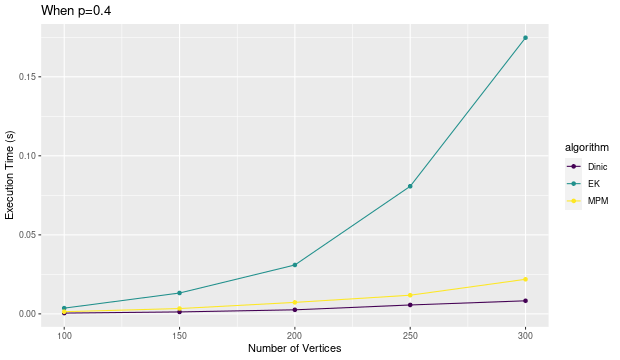 When p=0.4
Execution Time (s)
0.15
0.10
0.05
0.00
100 150 200 250 300
Number of Vertices
algorithm
Dinic
EK
MPM